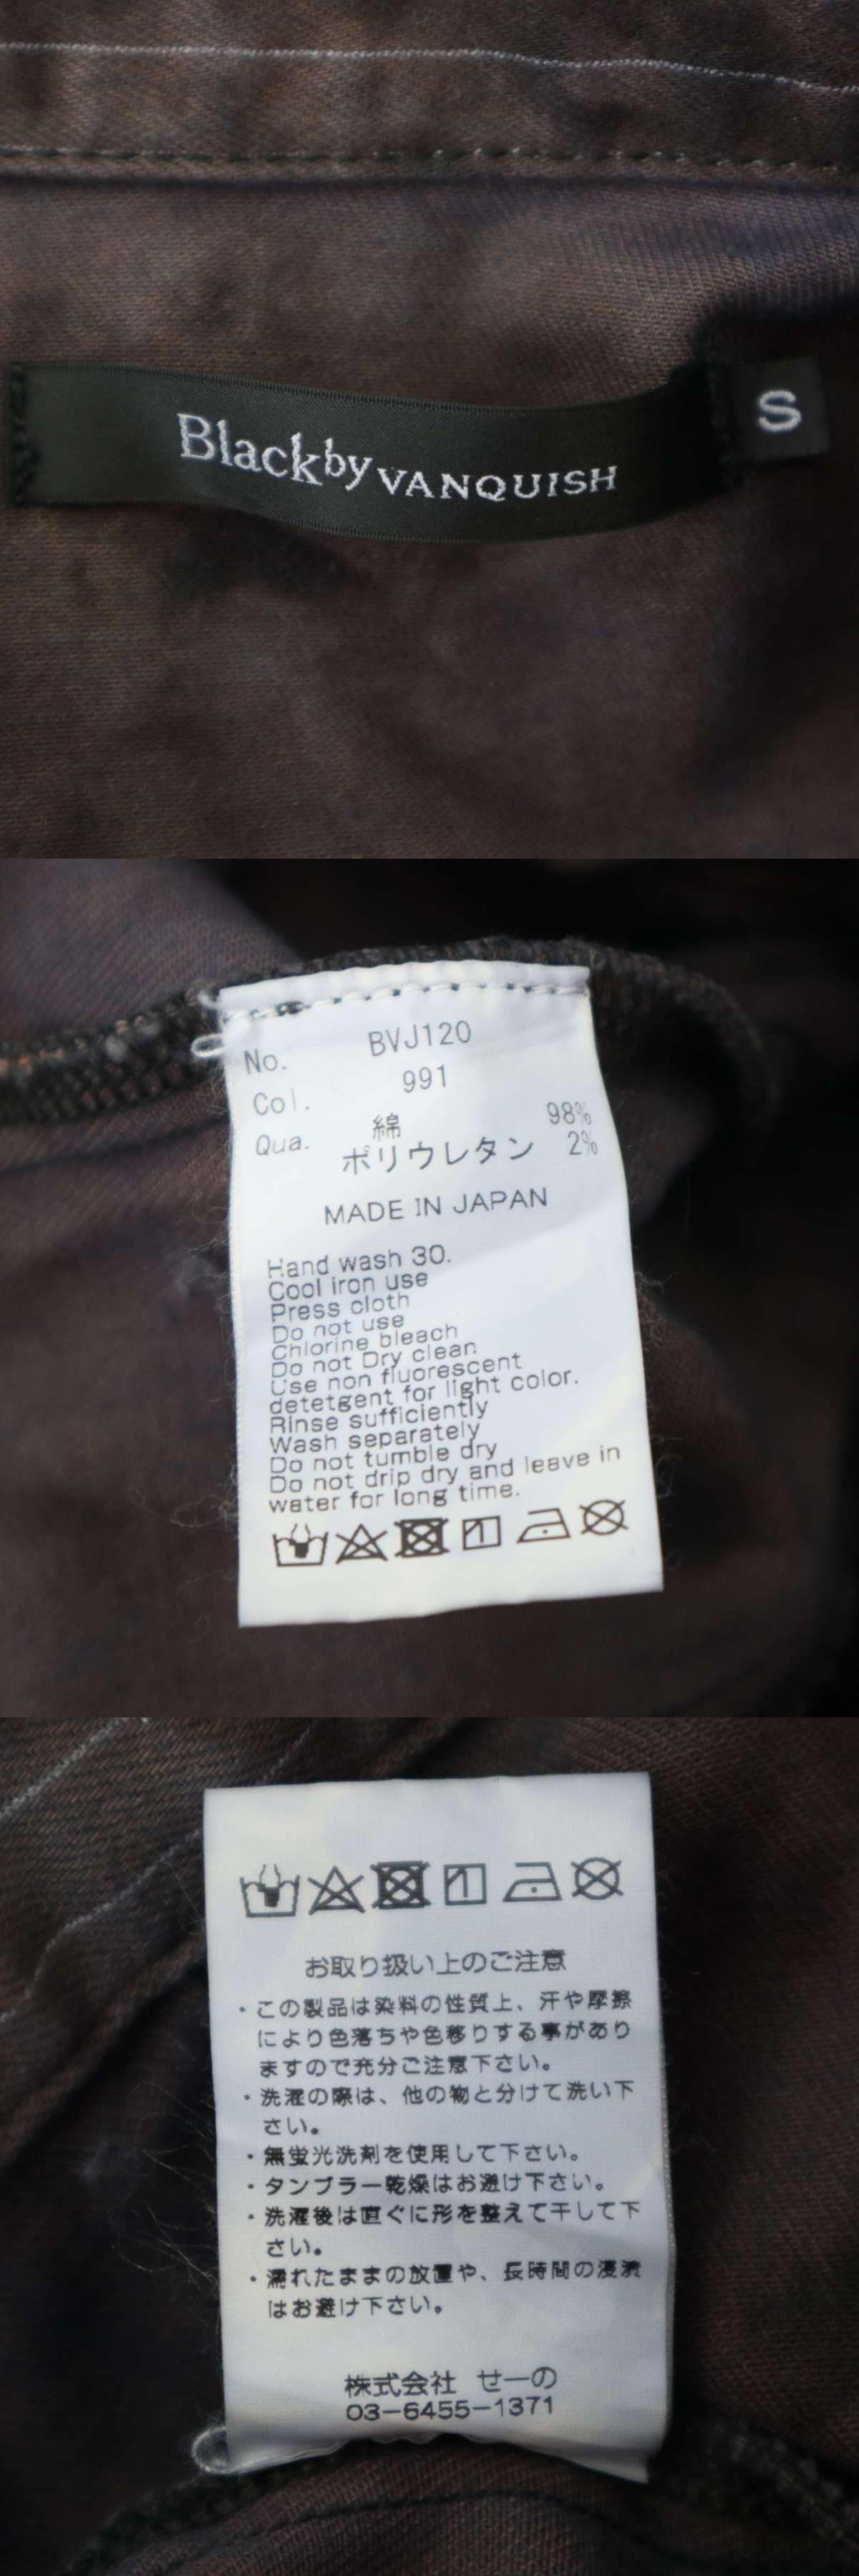 Blackby VANQUISH
S
No. BVJ120
Col. 991
Qua. 綿 98%
ポリウレタン 2%
MADE IN JAPAN
Hand wash 30.
Cool iron use
Press cloth
Do not use
Chlorine bleach
Do not Dry clean.
Use non fluorescent
detetgent for light color.
Rinse sufficiently
Wash separately
Do not tumble dry
Do not drip dry and leave in
water for long time.
お取り扱い上のご注意
・この製品は染料の性質上、汗や摩擦
により色落ちや色移りする事があり
ますので充分ご注意下さい。
・洗濯の際は、他の物と分けて洗い下
さい。
・無蛍光洗剤を使用して下さい。
・タンブラー乾燥はお避け下さい。
・洗濯後は直ぐに形を整えて干して下
さい。
・濡れたままの放置や、長時間の浸漬
はお避け下さい。
株式会社 せーの
03-6455-1371